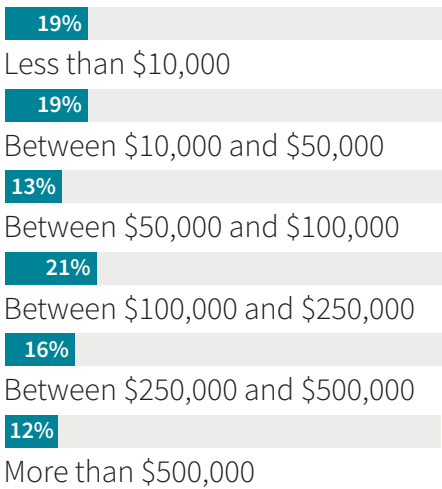 19%
Less than $10,000
19%
Between $10,000 and $50,000
13%
Between $50,000 and $100,000
21%
Between $100,000 and $250,000
16%
Between $250,000 and $500,000
12%
More than $500,000